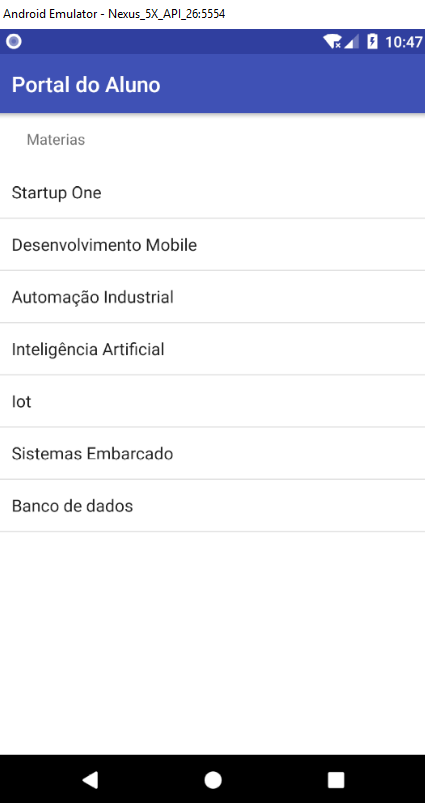 Android Emulator - Nexus_5X_API_26:5554
10:47
Portal do Aluno
Materias
Startup One
Desenvolvimento Mobile
Automação Industrial
Inteligência Artificial
Iot
Sistemas Embarcado
Banco de dados